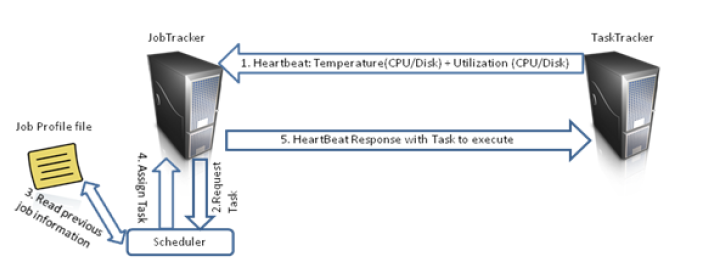 JobTracker
TaskTracker
1. Heartbeat: Temperature(CPU/Disk) + Utilization (CPU/Disk)
Job Profile file
5. HeartBeat Response with Task to execute
4. Assign Task
2.Request
Task
3. Read previous
job information
Scheduler